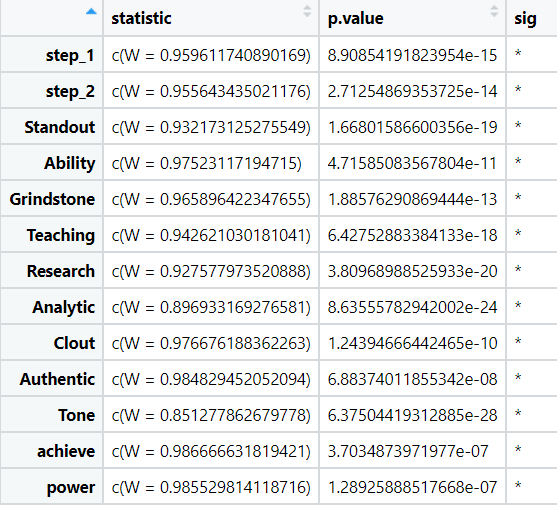 statistic p.value sig
step_1 c(W = 0.959611740890169) 8.90854191823954e-15 *
step_2 c(W = 0.955643435021176) 2.71254869353725e-14 *
Standout c(W = 0.932173125275549) 1.66801586600356e-19 *
Ability c(W = 0.97523117194715) 4.71585083567804e-11 *
Grindstone c(W = 0.965896422347655) 1.88576290869444e-13 *
Teaching c(W = 0.942621030181041) 6.42752883384133e-18 *
Research c(W = 0.927577973520888) 3.80968988525933e-20 *
Analytic c(W = 0.896933169276581) 8.63555782942002e-24 *
Clout c(W = 0.976676188362263) 1.24394666442465e-10 *
Authentic c(W = 0.984829452052094) 6.88374011855342e-08 *
Tone c(W = 0.851277862679778) 6.37504419312885e-28 *
achieve c(W = 0.986666631819421) 3.7034873971977e-07 *
power c(W = 0.985529814118716) 1.28925888517668e-07 *